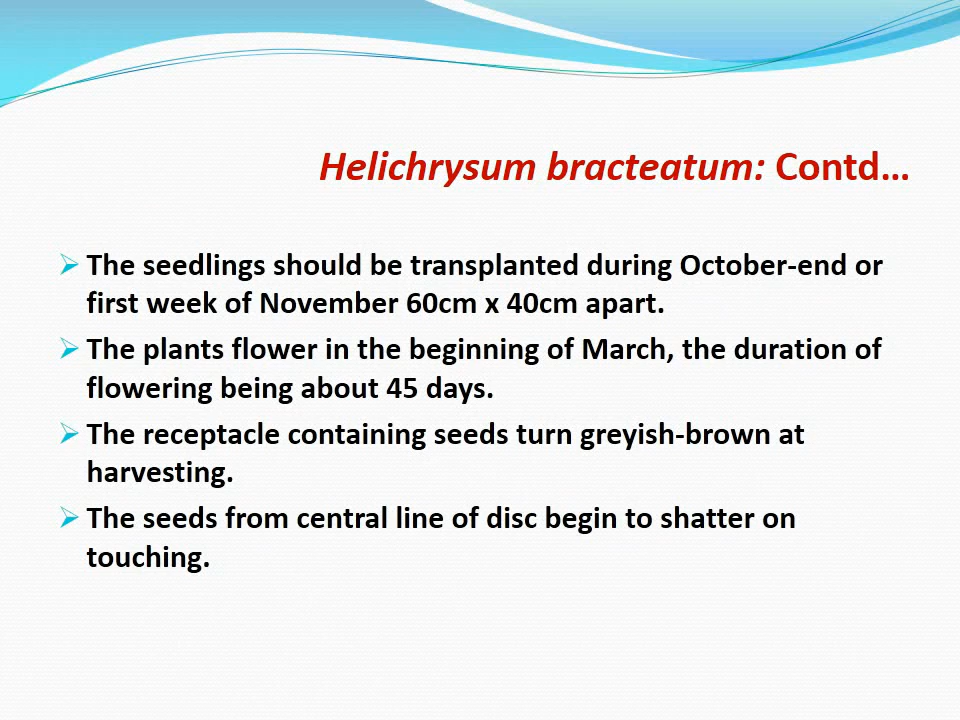 Helichrysum bracteatum: Contd…
The seedlings should be transplanted during October-end or
first week of November 60cm x 40cm apart.
The plants flower in the beginning of March, the duration of
flowering being about 45 days.
The receptacle containing seeds turn greyish-brown at
harvesting.
The seeds from central line of disc begin to shatter on
touching.